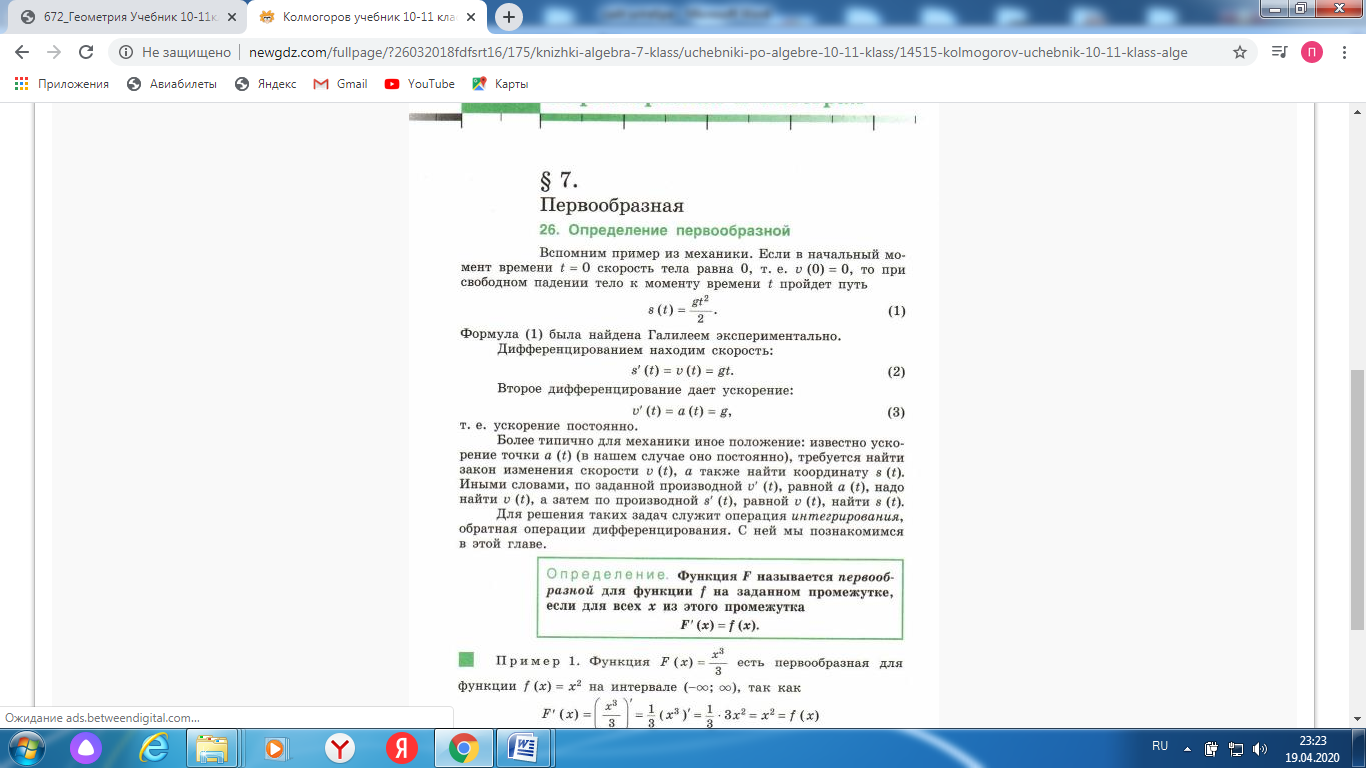 672_Геометрия Учебник 10-11к
Колмогоров учебник 10-11 клас
Не защищено
newgdz.com/fullpage/?26032018fdfsrt16/175/knizhki-algebra-7-klass/uchebniki-po-algebre-10-11-klass/14515-kolmogorov-uchebnik-10-11-klass-alge
П
Приложения Авиабилеты Яндекс Gmail YouTube Карты
§ 7.
Первообразная
26. Определение первообразной
Вспомним пример из механики. Если в начальный мо-
мент времени t = 0 скорость тела равна 0, т. е. v (0) = 0, то при
свободном падении тело к моменту времени t пройдет путь
s (t) = gt²/2. (1)
Формула (1) была найдена Галилеем экспериментально.
Дифференцированием находим скорость:
s′ (t) = v (t) = gt. (2)
Второе дифференцирование дает ускорение:
v′ (t) = a (t) = g, (3)
т. е. ускорение постоянно.
Более типично для механики иное положение: известно уско-
рение точки a (t) (в нашем случае оно постоянно), требуется найти
закон изменения скорости v (t), а также найти координату s (t).
Иными словами, по заданной производной v′ (t), равной a (t), надо
найти v (t), а затем по производной s′ (t), равной v (t), найти s (t).
Для решения таких задач служит операция интегрирования,
обратная операции дифференцирования. С ней мы познакомимся
в этой главе.
Определение. Функция F называется первооб-
разной для функции f на заданном промежутке,
если для всех x из этого промежутка
F′ (x) = f (x).
Пример 1. Функция F (x) = x³/3 есть первообразная для
функции f (x) = x² на интервале (−∞; ∞), так как
F′ (x) = (x³/3)′ = 1/3 (x³)′ = 1/3 · 3x² = x² = f (x)
Ожидание ads.betweendigital.com...
RU
23:23
19.04.2020